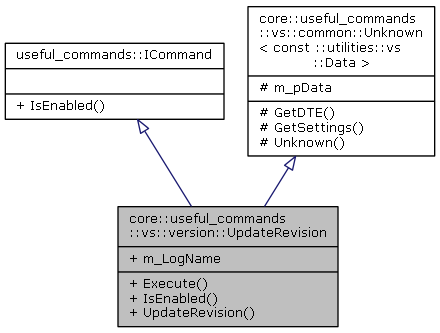 useful_commands::ICommand
+ IsEnabled()
core::useful_commands
::vs::common::Unknown
< const ::utilities::vs
::Data >
# m_pData
# GetDTE()
# GetSettings()
# Unknown()
core::useful_commands
::vs::version::UpdateRevision
+ m_LogName
+ Execute()
+ IsEnabled()
+ UpdateRevision()